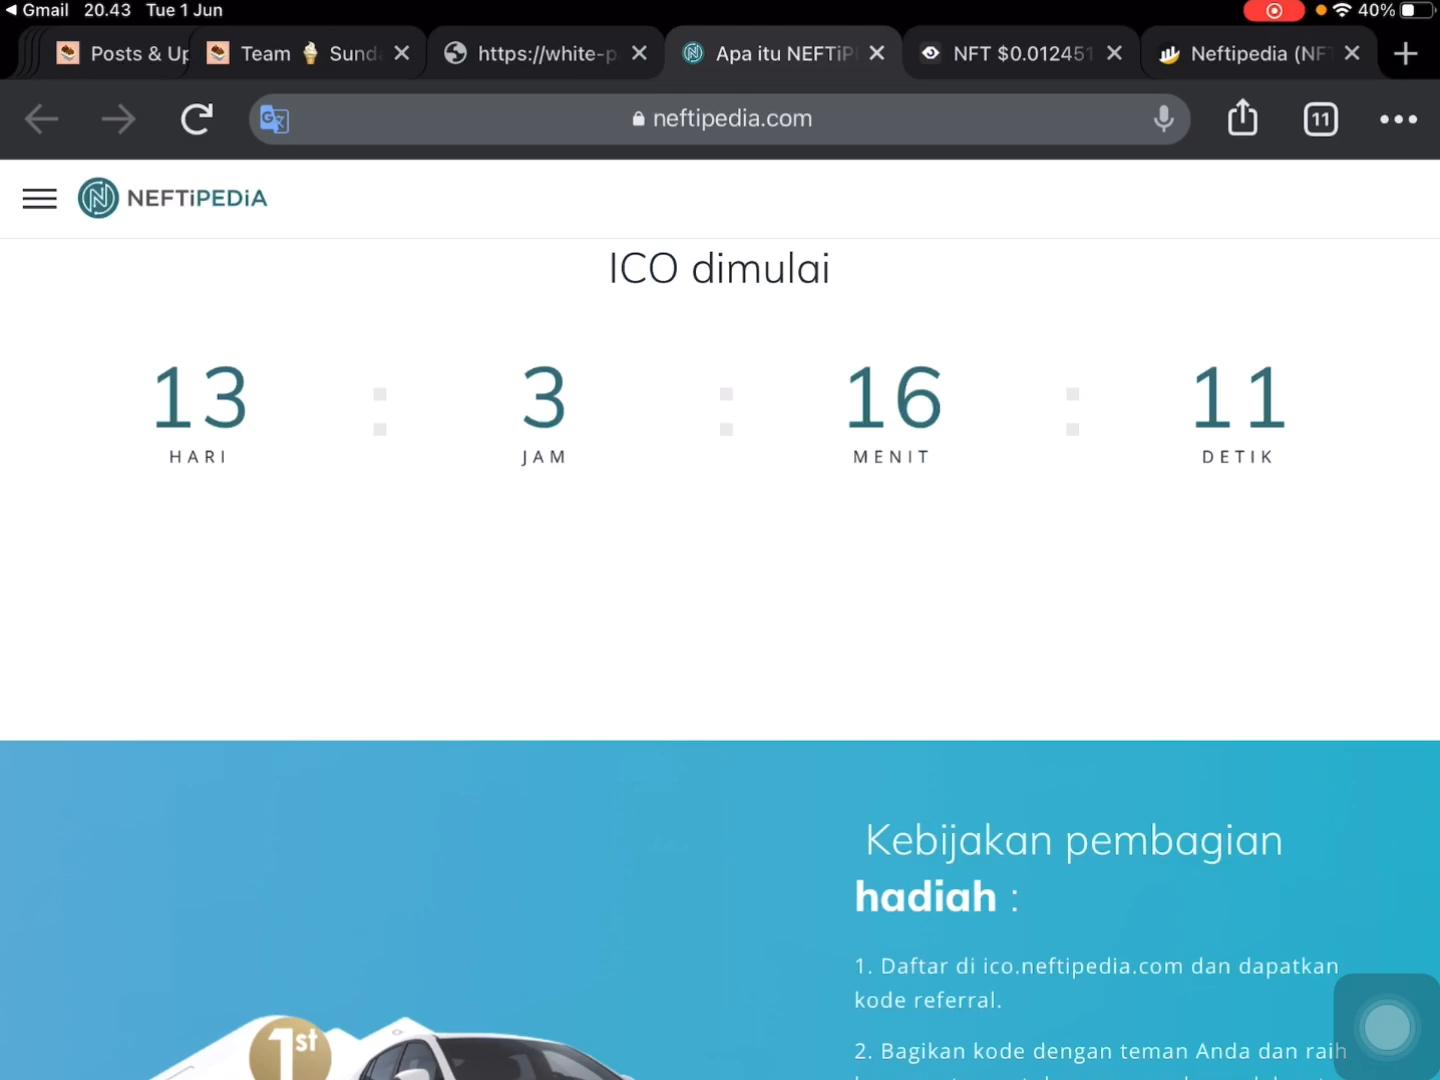 Gmail 20.43 Tue 1 Jun 40%
Posts & Up Team Sund https://white-p Apa itu NEFTiP NFT $0.012451 Neftipedia (NFT
neftipedia.com 11
NEFTiPEDiA
ICO dimulai
13 : 3 : 16 : 11
HARI JAM MENIT DETIK
Kebijakan pembagian
hadiah :
1. Daftar di ico.neftipedia.com dan dapatkan
kode referral.
2. Bagikan kode dengan teman Anda dan raih
1st